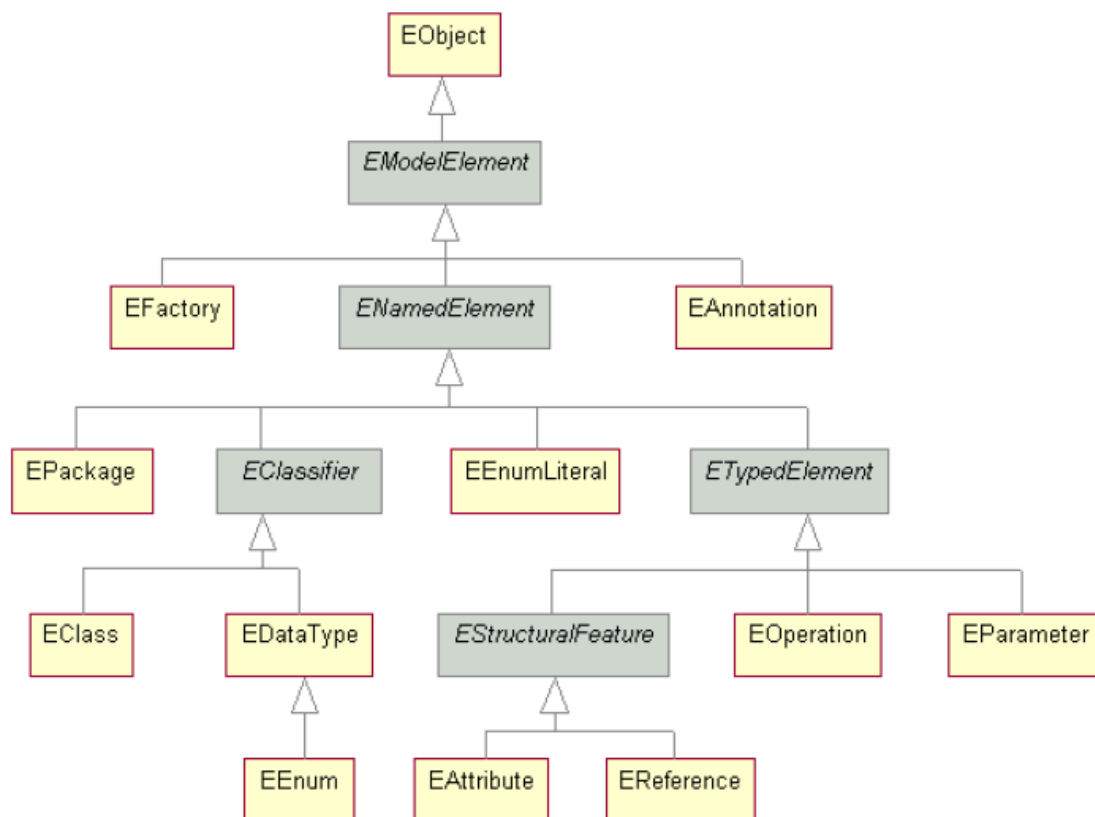 EObject
EModelElement
EFactory
ENamedElement
EAnnotation
EPackage
EClassifier
EEnumLiteral
ETypedElement
EClass
EDataType
EStructuralFeature
EOperation
EParameter
EEnum
EAttribute
EReference